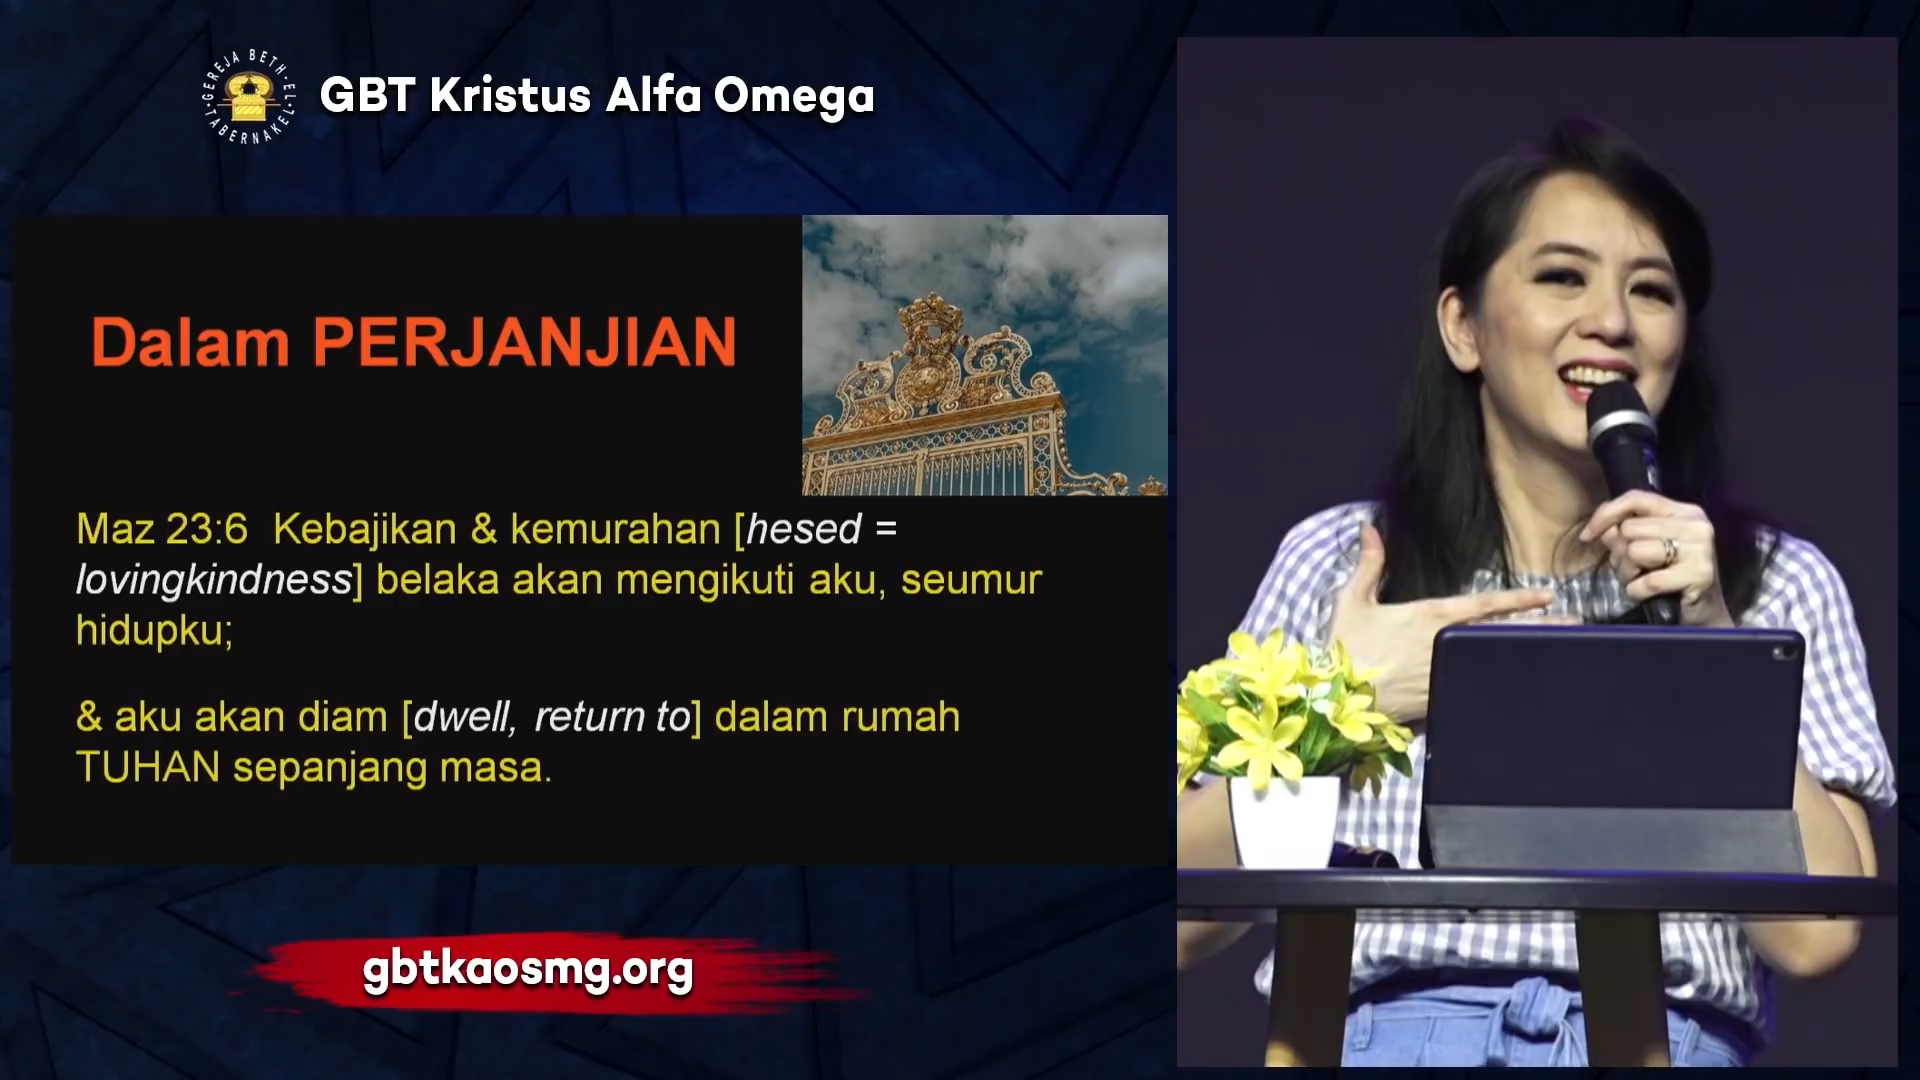 GEREJA BETH-EL TABERNAKEL
GBT Kristus Alfa Omega
Dalam PERJANJIAN
Maz 23:6 Kebajikan & kemurahan [hesed =
lovingkindness] belaka akan mengikuti aku, seumur
hidupku;
& aku akan diam [dwell, return to] dalam rumah
TUHAN sepanjang masa.
gbtkaosmg.org